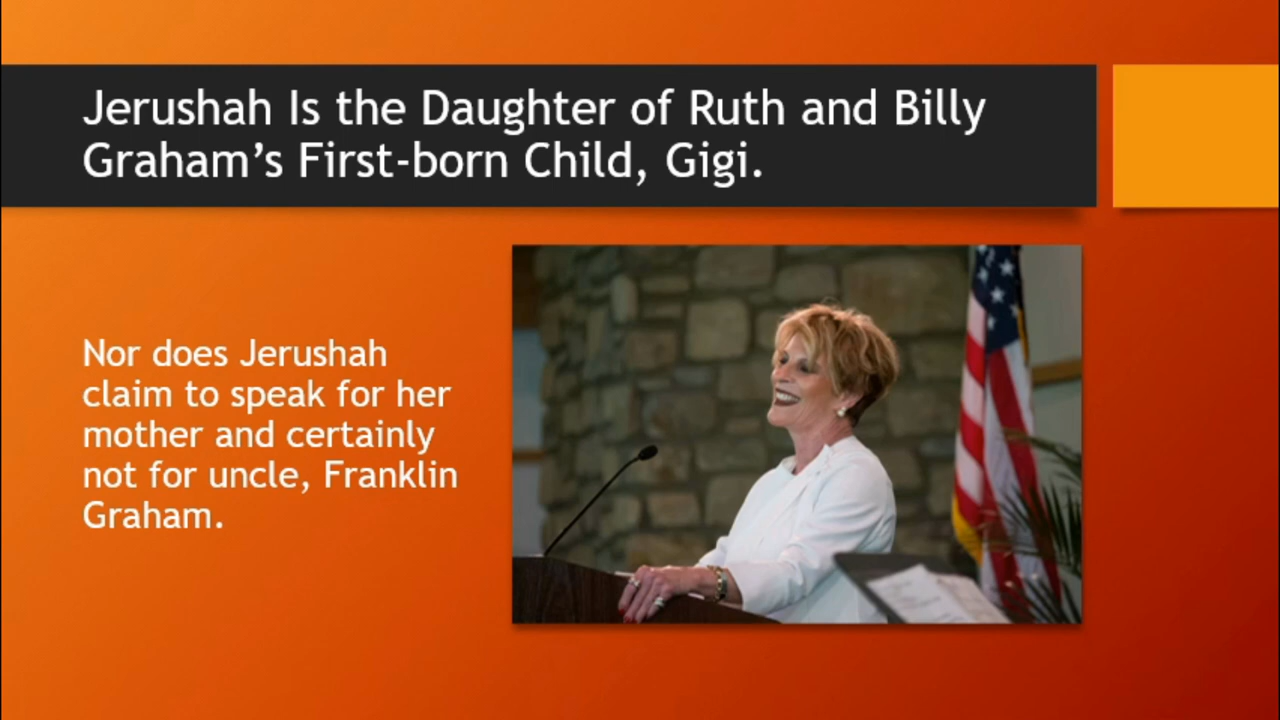 Jerushah Is the Daughter of Ruth and Billy
Graham’s First-born Child, Gigi.
Nor does Jerushah
claim to speak for her
mother and certainly
not for uncle, Franklin
Graham.